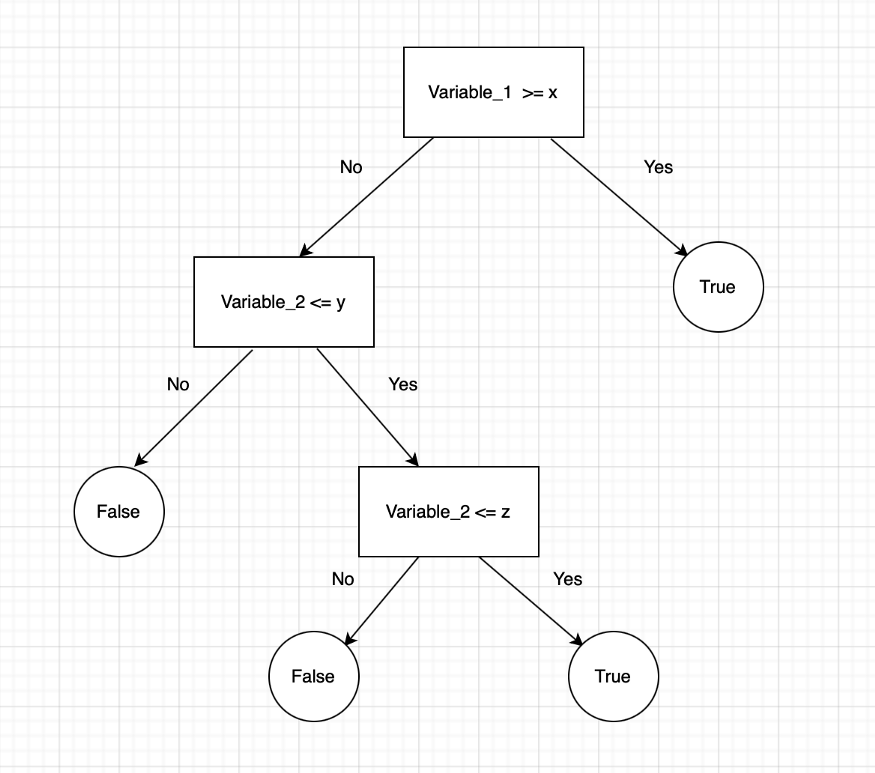 Variable_1  >= x
No
Yes
Variable_2 <= y
True
No
Yes
False
Variable_2 <= z
No
Yes
False
True